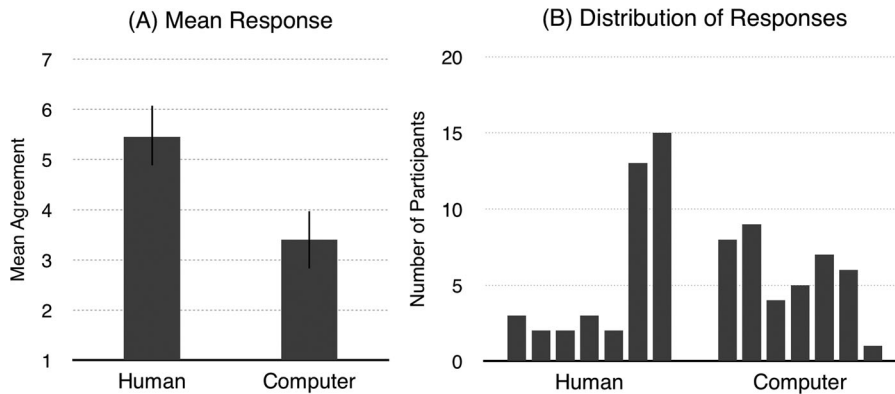 (A) Mean Response
7
6
5
4
3
2
1
Mean Agreement
Human Computer
(B) Distribution of Responses
20
15
10
5
0
Number of Participants
Human Computer